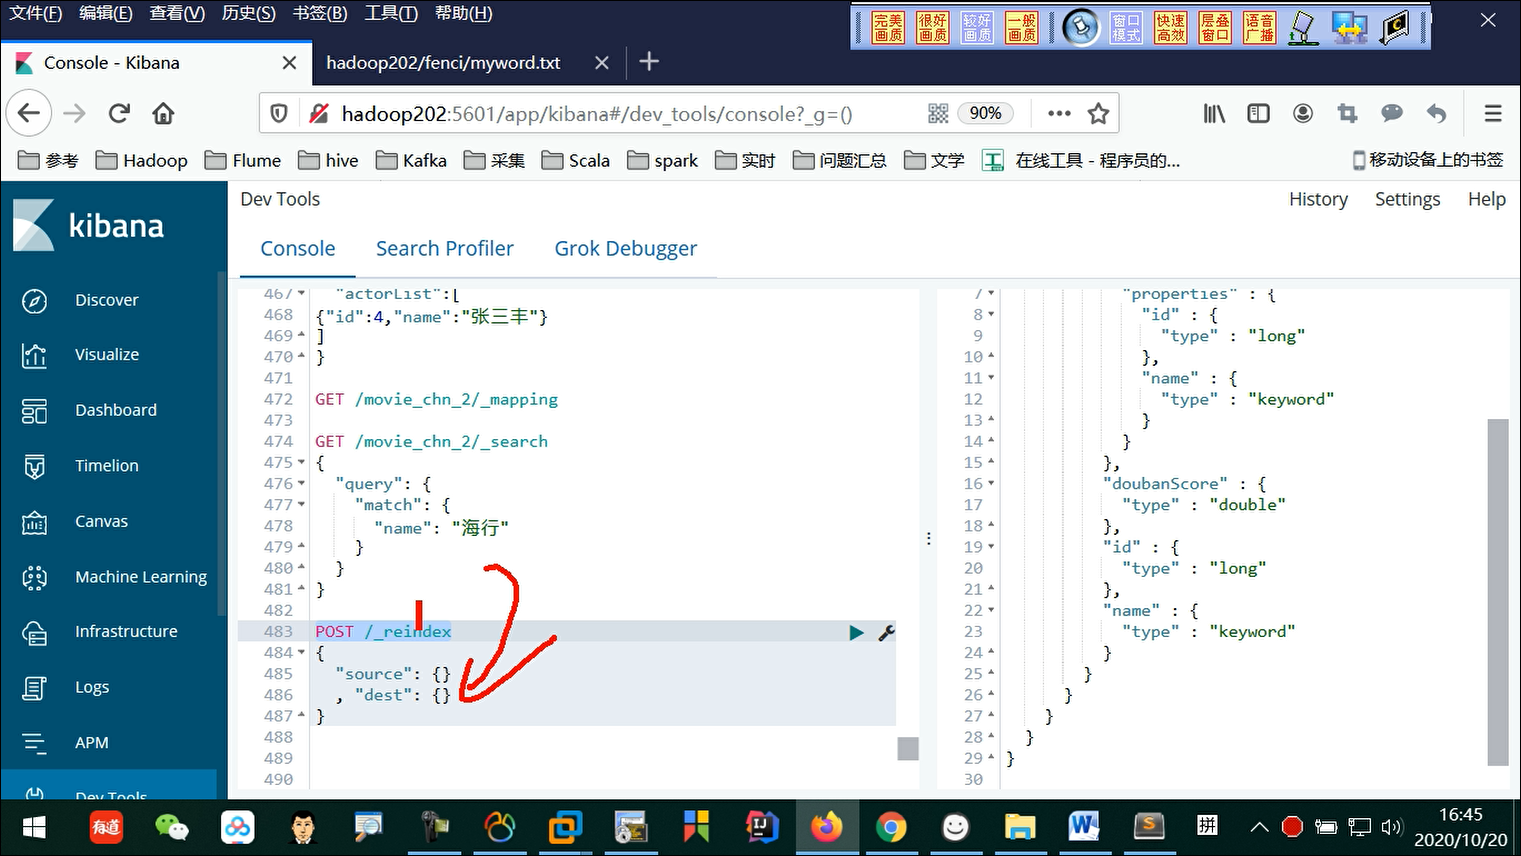 文件(F) 编辑(E) 查看(V) 历史(S) 书签(B) 工具(T) 帮助(H)
完美画质 很好画质 较好画质 一般画质 窗口模式 快速高效 层叠窗口 语音广播
Console - Kibana
hadoop202/fenci/myword.txt
hadoop202:5601/app/kibana#/dev_tools/console?_g=()
90%
参考 Hadoop Flume hive Kafka 采集 Scala spark 实时 问题汇总 文学 在线工具 - 程序员的... 移动设备上的书签
kibana
Discover
Visualize
Dashboard
Timelion
Canvas
Machine Learning
Infrastructure
Logs
APM
Dev Tools
Dev Tools
History Settings Help
Console Search Profiler Grok Debugger
467 "actorList":[
468 {"id":4,"name":"张三丰"}
469 ]
470 }
471
472 GET /movie_chn_2/_mapping
473
474 GET /movie_chn_2/_search
475 {
476 "query": {
477 "match": {
478 "name": "海行"
479 }
480 }
481 }
482
483 POST /_reindex
484 {
485 "source": {}
486 , "dest": {}
487 }
488
489
490
7 "properties" : {
8 "id" : {
9 "type" : "long"
10 },
11 "name" : {
12 "type" : "keyword"
13 }
14 }
15 },
16 "doubanScore" : {
17 "type" : "double"
18 },
19 "id" : {
20 "type" : "long"
21 },
22 "name" : {
23 "type" : "keyword"
24 }
25 }
26 }
27 }
28 }
29 }
30
有道
IJ
W
S
拼
16:45
2020/10/20